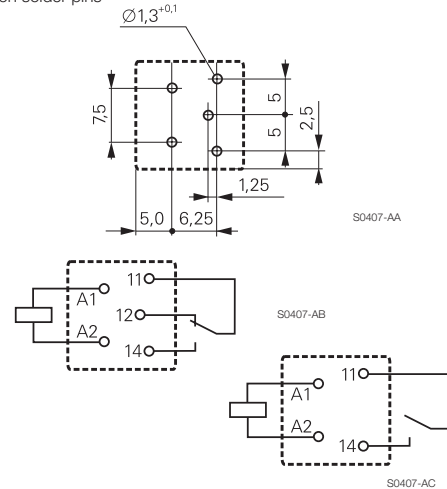 on solder pins
Ø1,3+0,1
7,5
5
5
2,5
1,25
5,0
6,25
S0407-AA
11
A1
12
A2
14
S0407-AB
11
A1
A2
14
S0407-AC